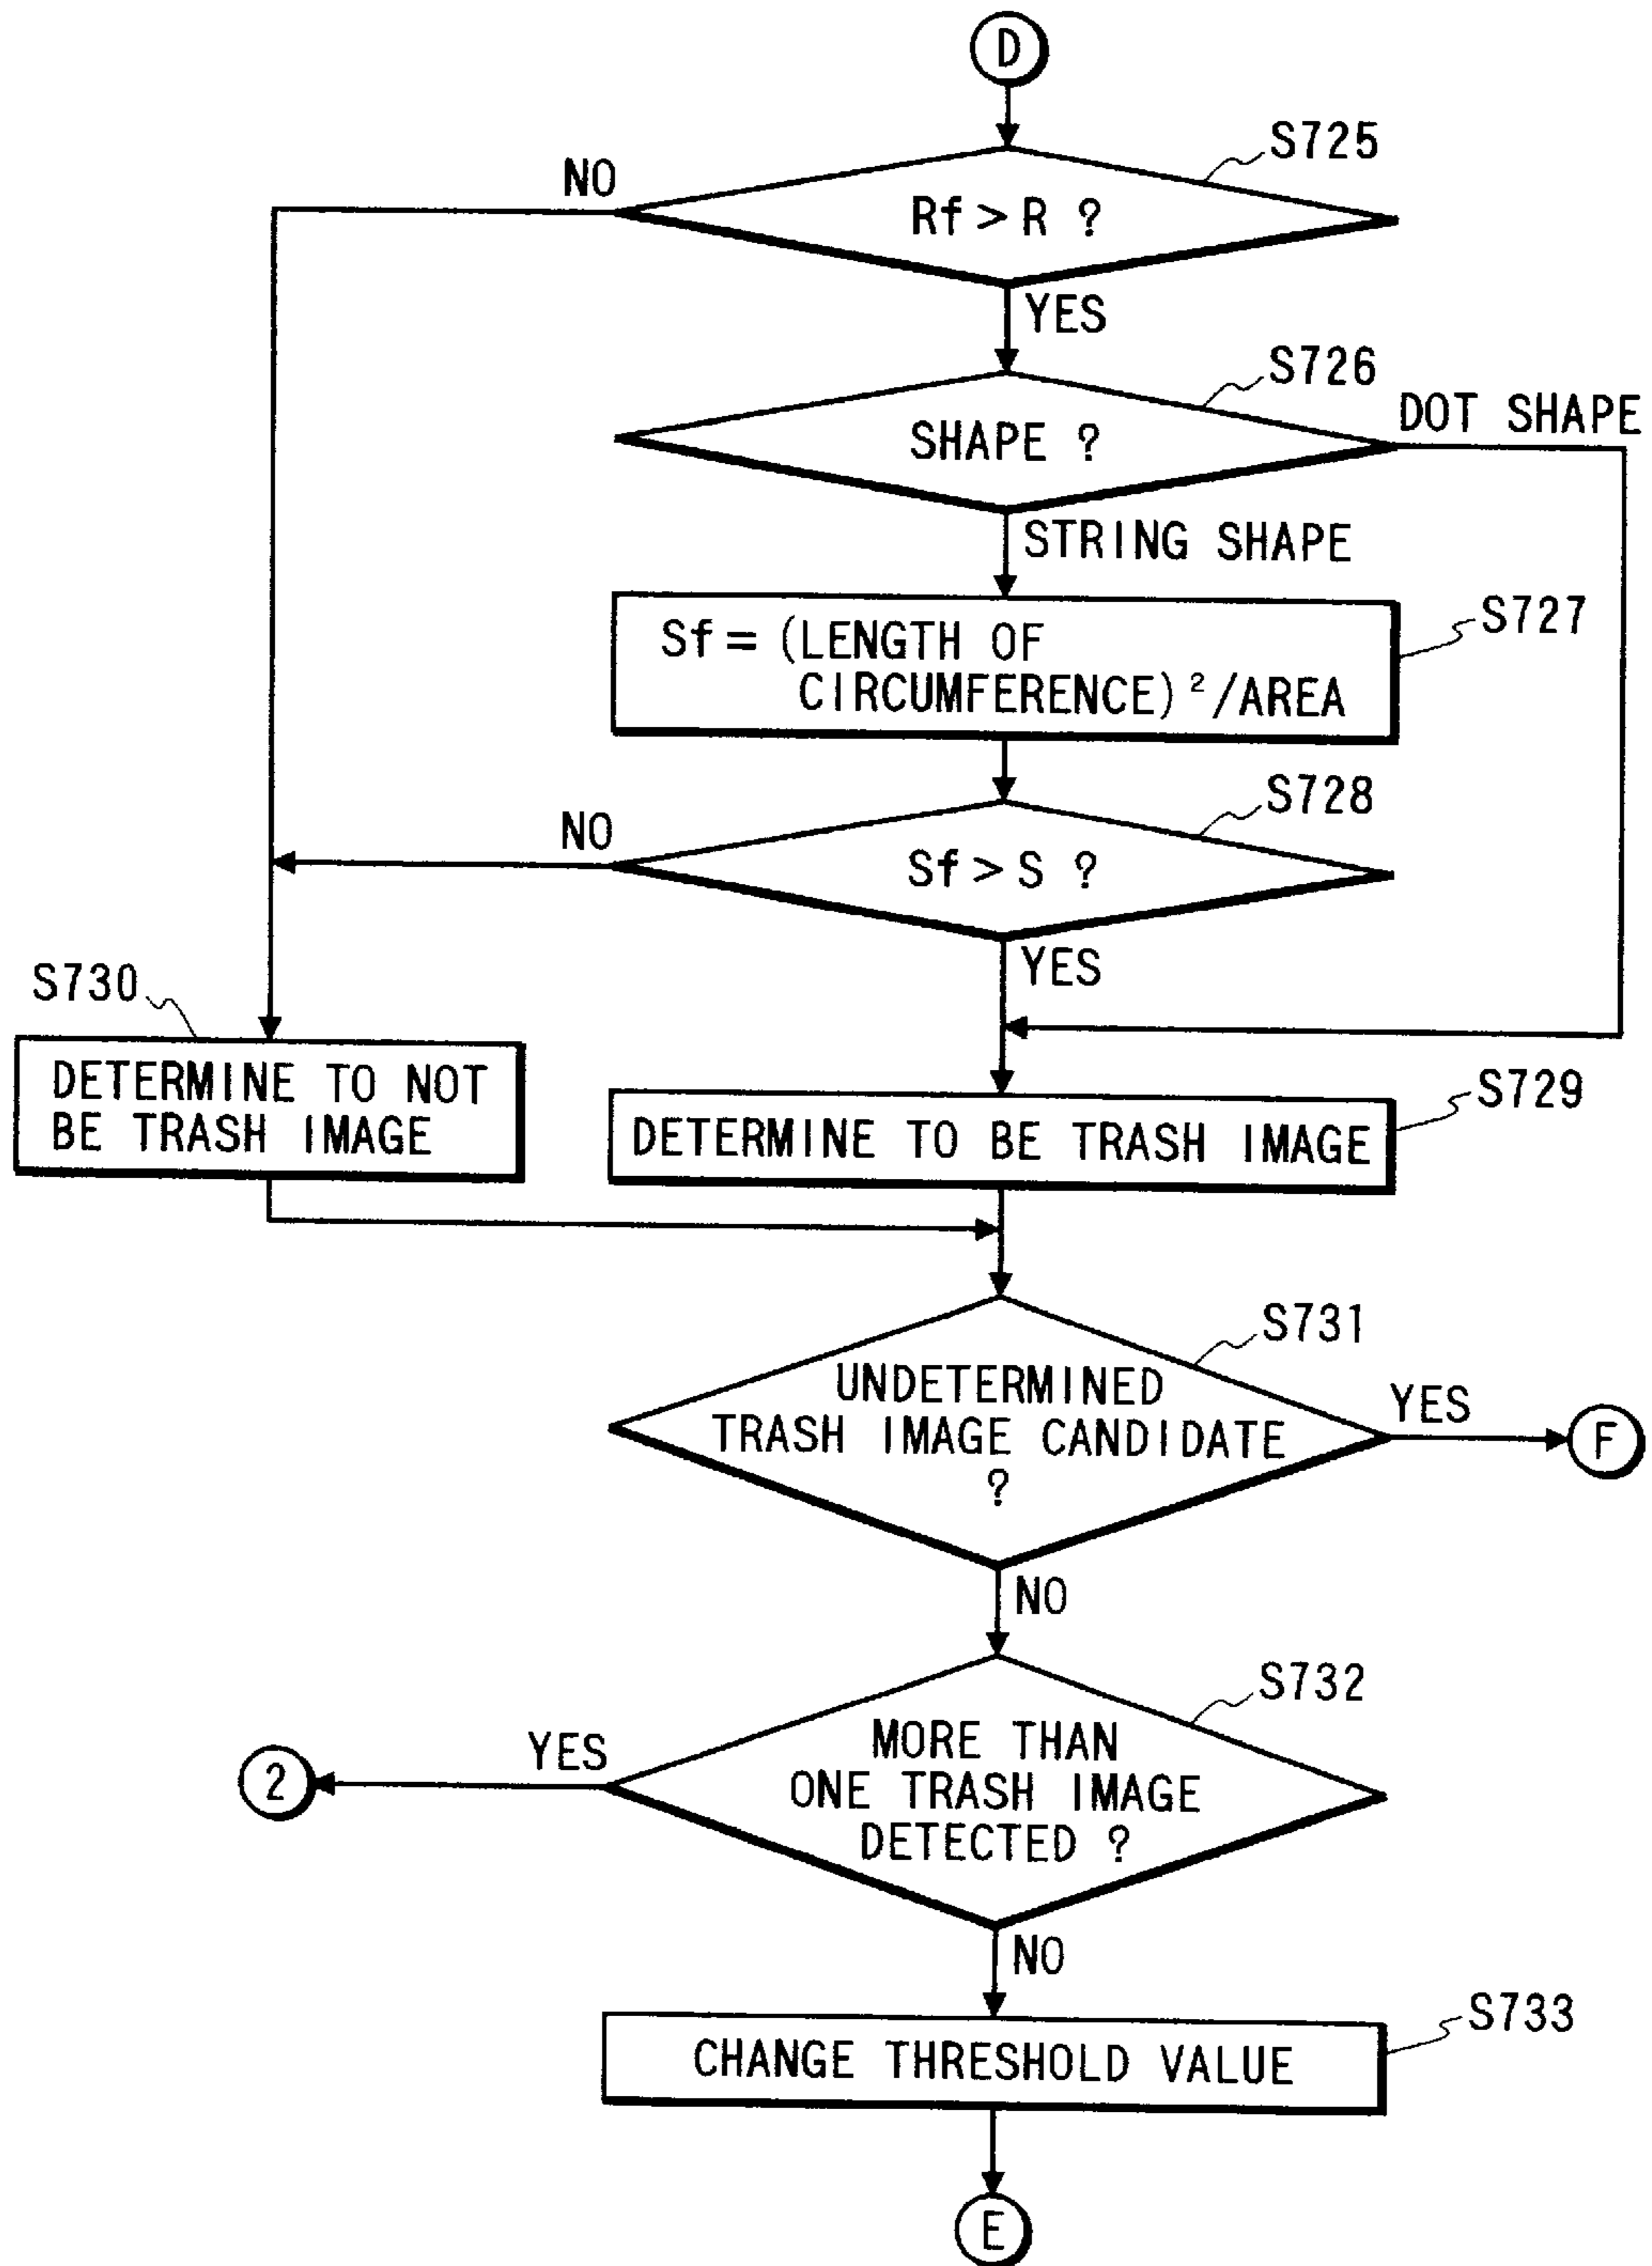 D
S725
NO
Rf > R ?
YES
S726
DOT SHAPE
SHAPE ?
STRING SHAPE
S727
Sf = (LENGTH OF
CIRCUMFERENCE)²/AREA
S728
NO
Sf > S ?
YES
S730
DETERMINE TO NOT
BE TRASH IMAGE
S729
DETERMINE TO BE TRASH IMAGE
S731
UNDETERMINED
TRASH IMAGE CANDIDATE
?
YES
F
NO
S732
YES
2
MORE THAN
ONE TRASH IMAGE
DETECTED ?
NO
S733
CHANGE THRESHOLD VALUE
E